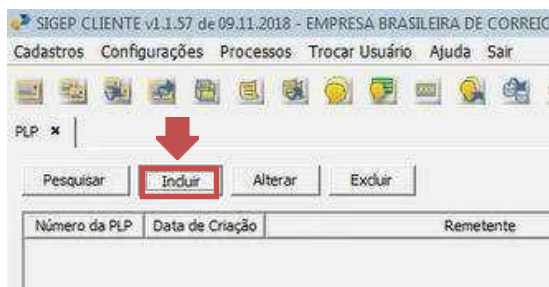 SIGEP CLIENTE v1.1.57 de 09.11.2018 - EMPRESA BRASILEIRA DE CORREIO
Cadastros Configurações Processos Trocar Usuário Ajuda Sair
PLP ×
Pesquisar Incluir Alterar Excluir
Número da PLP Data de Criação Remetente